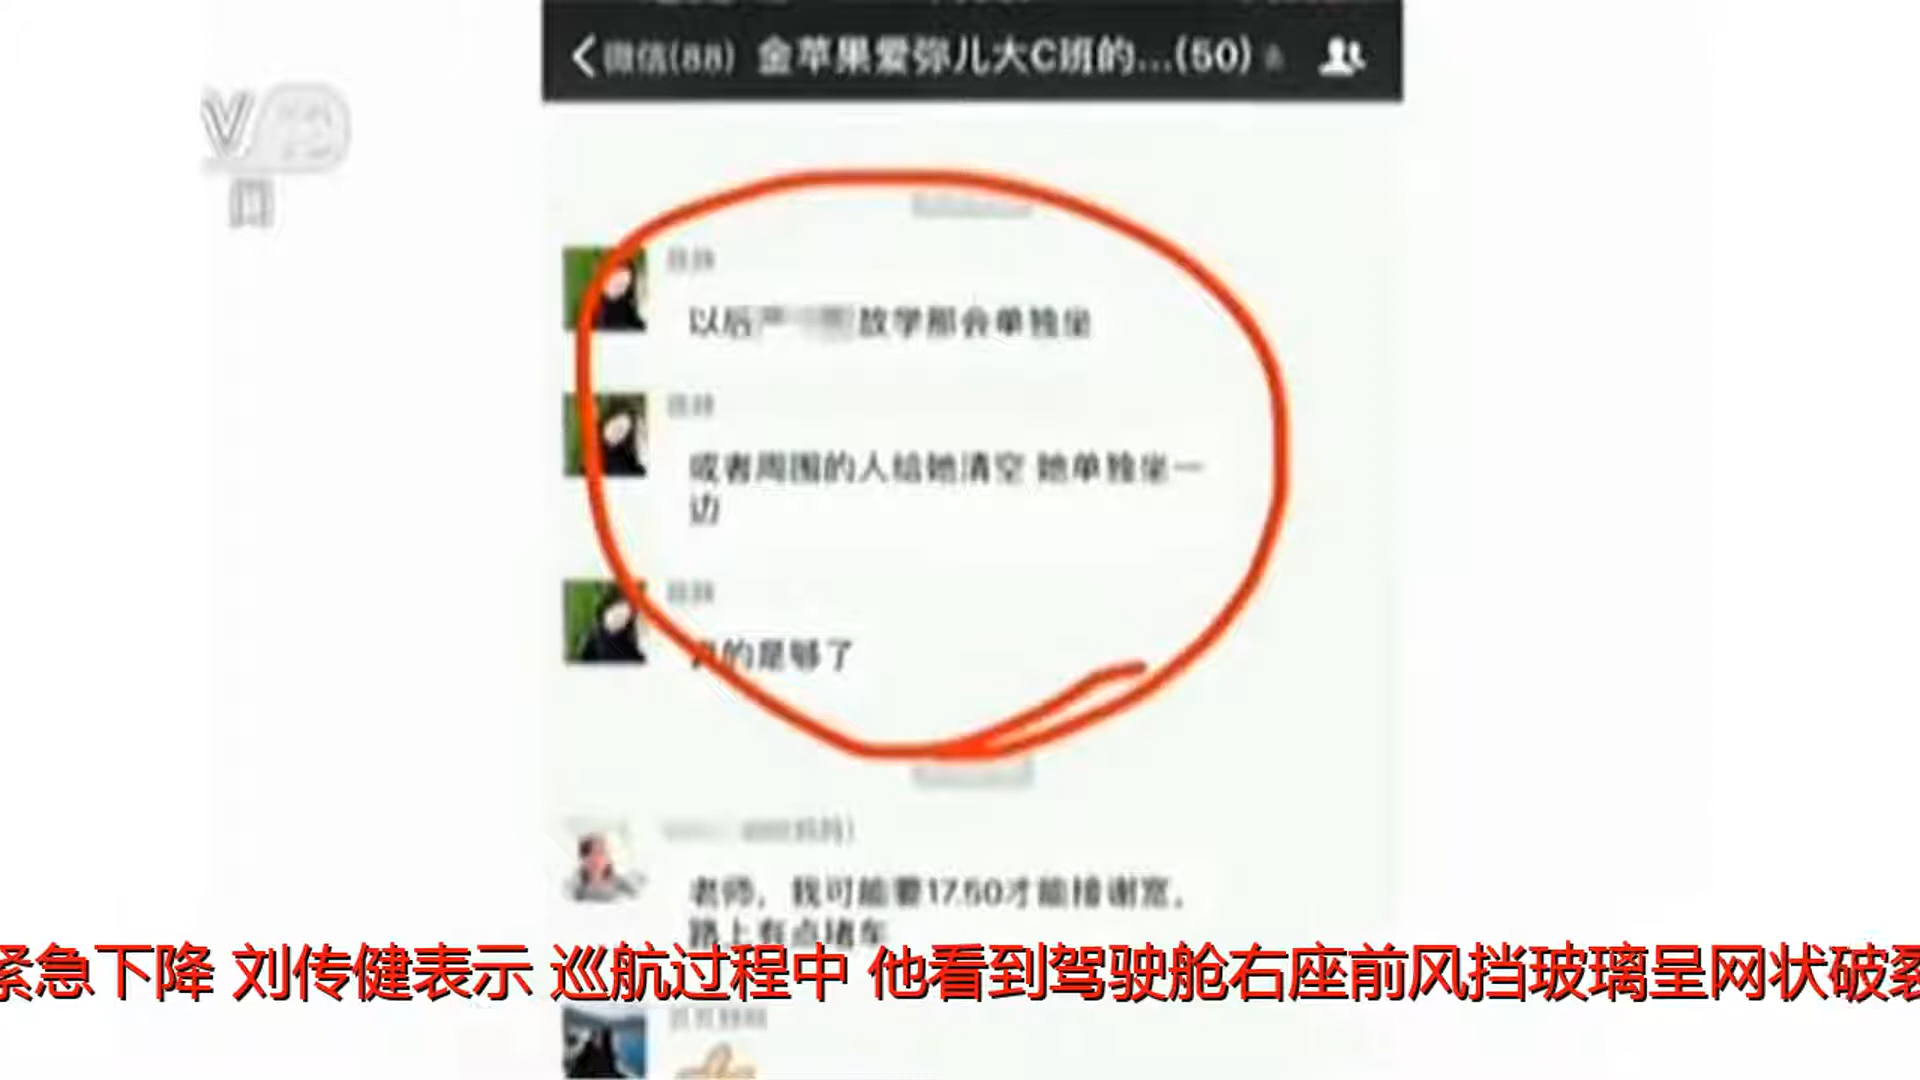 微信(88) 金苹果爱弥儿大C班的...(50)
以后 放学那会单独坐
或者周围的人给她清空 她单独坐一
边
的是够了
老师，我可能要17.50才能接谢宽，
路上有点堵车
紧急下降 刘传健表示 巡航过程中 他看到驾驶舱右座前风挡玻璃呈网状破裂